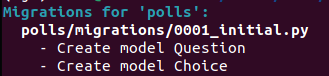 Migrations for 'polls':
polls/migrations/0001_initial.py
- Create model Question
- Create model Choice